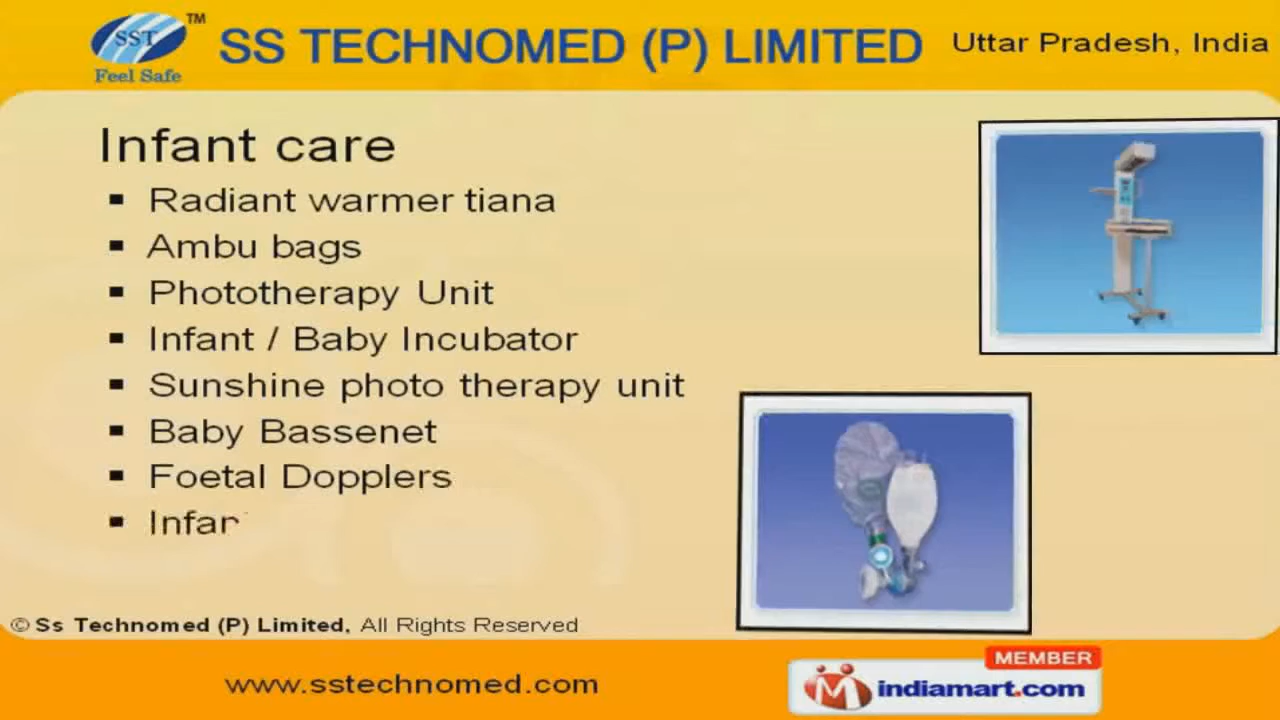 SST
TM
Feel Safe
SS TECHNOMED (P) LIMITED
Uttar Pradesh, India
Infant care
▪ Radiant warmer tiana
▪ Ambu bags
▪ Phototherapy Unit
▪ Infant / Baby Incubator
▪ Sunshine photo therapy unit
▪ Baby Bassenet
▪ Foetal Dopplers
▪ Infan
© Ss Technomed (P) Limited, All Rights Reserved
www.sstechnomed.com
MEMBER
indiamart.com